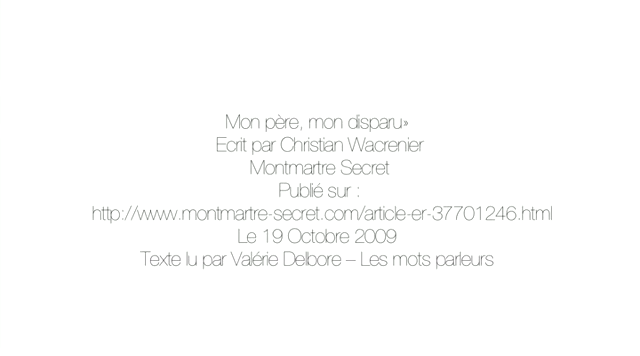 Mon père, mon disparu»
Ecrit par Christian Wacrenier
Montmartre Secret
Publié sur :
http://www.montmartre-secret.com/article-er-37701246.html
Le 19 Octobre 2009
Texte lu par Valérie Delbore – Les mots parleurs